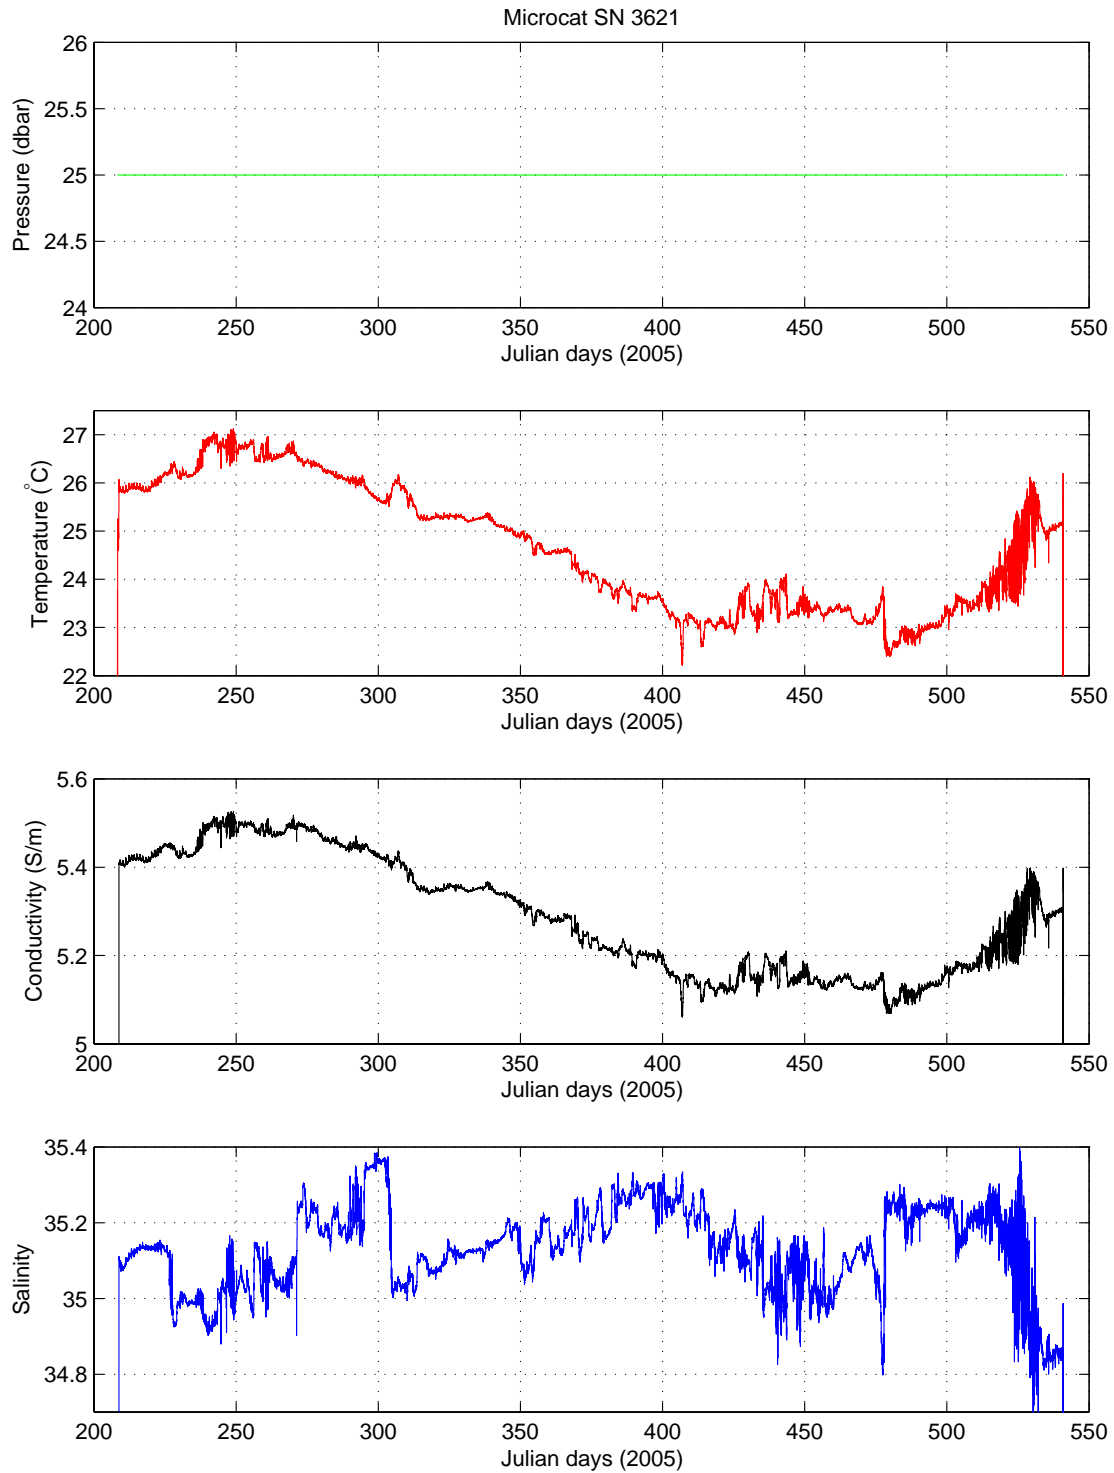 Microcat SN 3621
26
25.5
25
24.5
24
Pressure (dbar)
200 250 300 350 400 450 500 550
Julian days (2005)
27
26
25
24
23
22
Temperature (°C)
200 250 300 350 400 450 500 550
Julian days (2005)
5.6
5.4
5.2
5
Conductivity (S/m)
200 250 300 350 400 450 500 550
Julian days (2005)
35.4
35.2
35
34.8
Salinity
200 250 300 350 400 450 500 550
Julian days (2005)